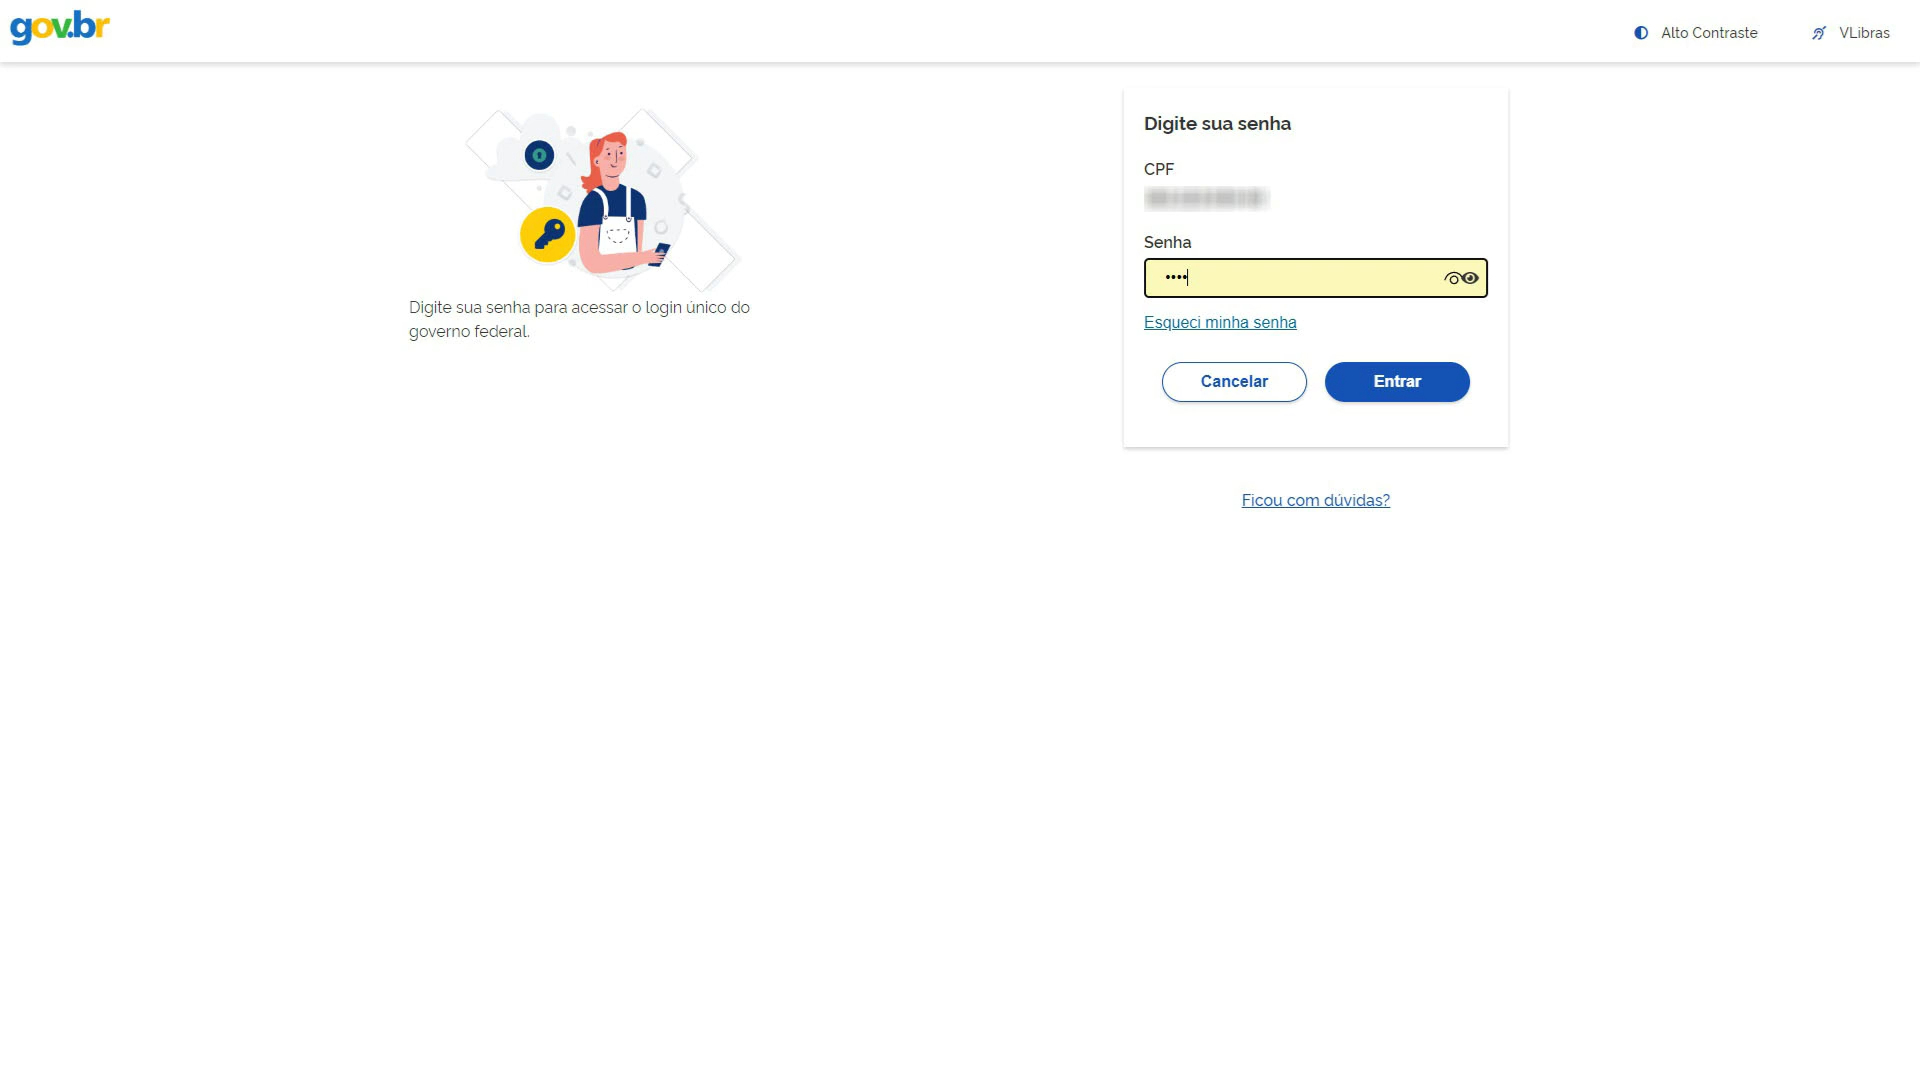 gov.br
Alto Contraste
VLibras
Digite sua senha para acessar o login único do
governo federal.
Digite sua senha
CPF
Senha
••••
Esqueci minha senha
Cancelar
Entrar
Ficou com dúvidas?